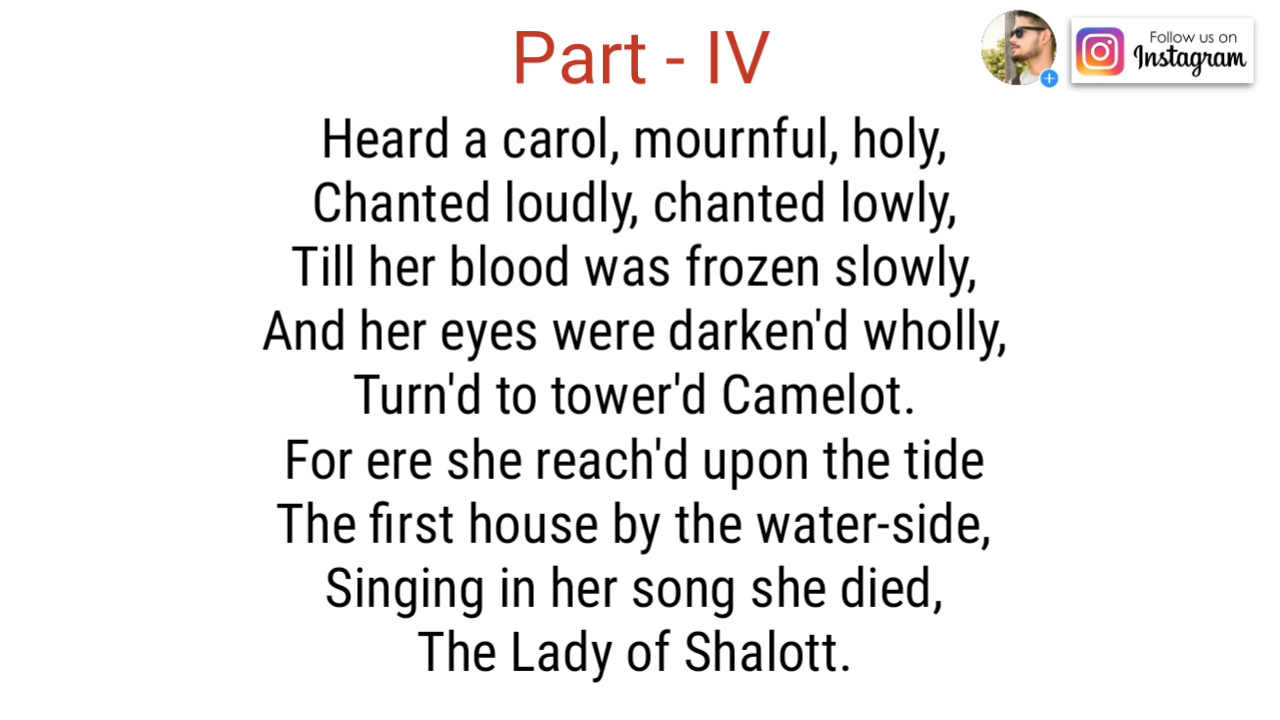 Part - IV
Follow us on
Instagram
Heard a carol, mournful, holy,
Chanted loudly, chanted lowly,
Till her blood was frozen slowly,
And her eyes were darken'd wholly,
Turn'd to tower'd Camelot.
For ere she reach'd upon the tide
The first house by the water-side,
Singing in her song she died,
The Lady of Shalott.